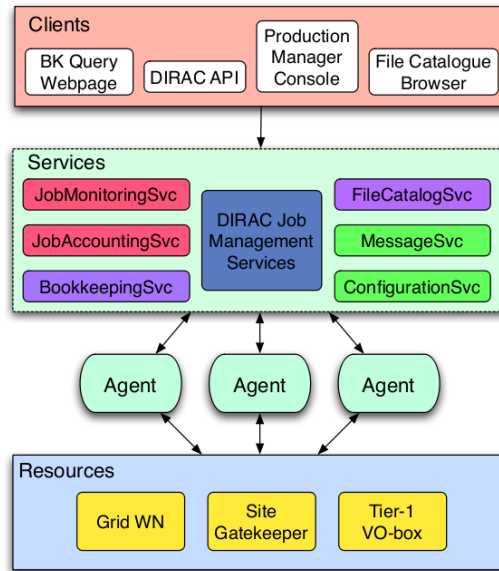 Clients
BK Query
Webpage
DIRAC API
Production
Manager
Console
File Catalogue
Browser
Services
JobMonitoringSvc
JobAccountingSvc
BookkeepingSvc
DIRAC Job
Management
Services
FileCatalogSvc
MessageSvc
ConfigurationSvc
Agent
Agent
Agent
Resources
Grid WN
Site
Gatekeeper
Tier-1
VO-box